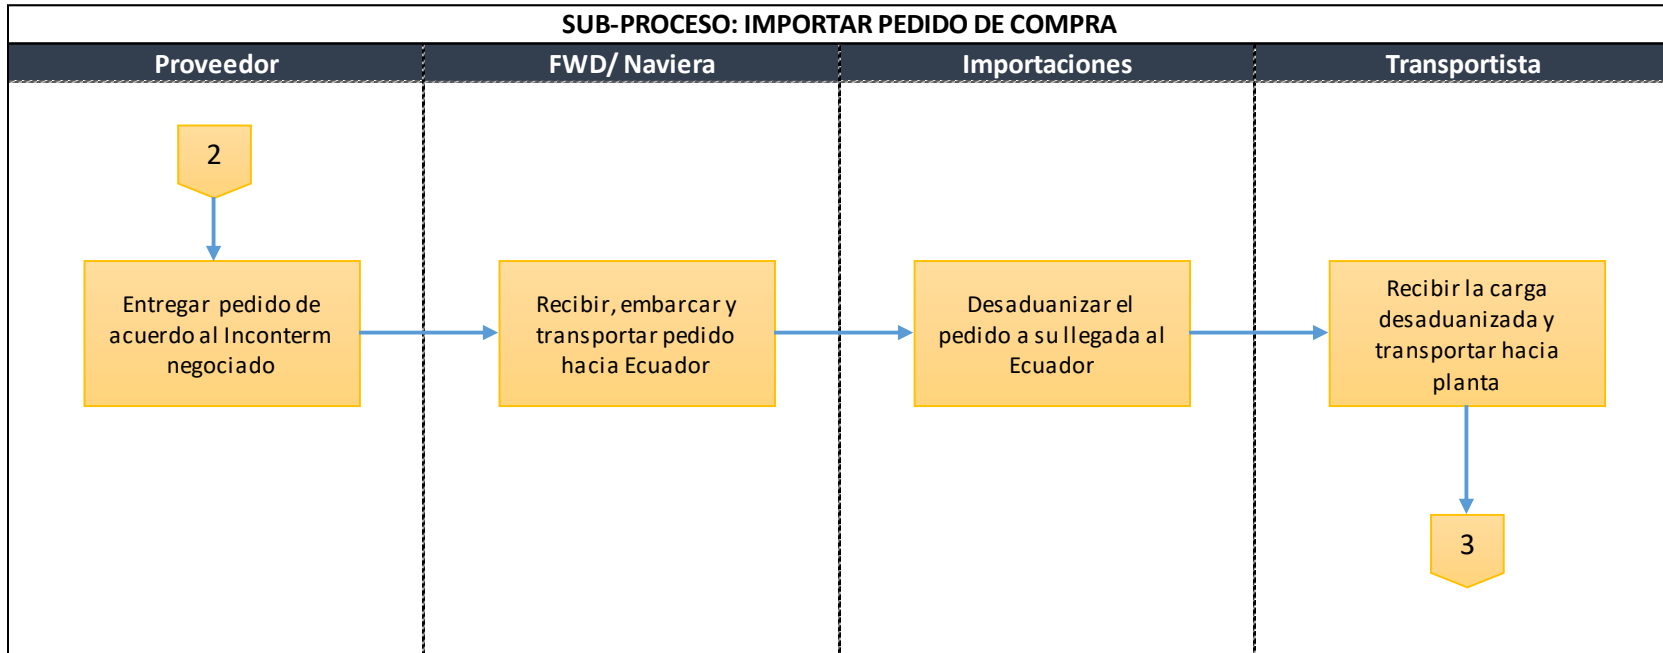 SUB-PROCESO: IMPORTAR PEDIDO DE COMPRA
Proveedor
FWD/ Naviera
Importaciones
Transportista
2
Entregar pedido de
acuerdo al Inconterm
negociado
Recibir, embarcar y
transportar pedido
hacia Ecuador
Desaduanizar el
pedido a su llegada al
Ecuador
Recibir la carga
desaduanizada y
transportar hacia
planta
3